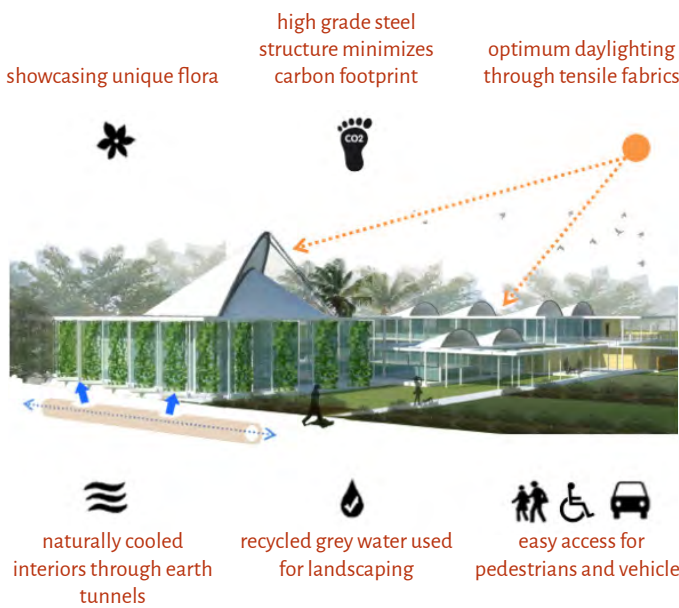 showcasing unique flora
high grade steel
structure minimizes
carbon footprint
optimum daylighting
through tensile fabrics
CO2
naturally cooled
interiors through earth
tunnels
recycled grey water used
for landscaping
easy access for
pedestrians and vehicle